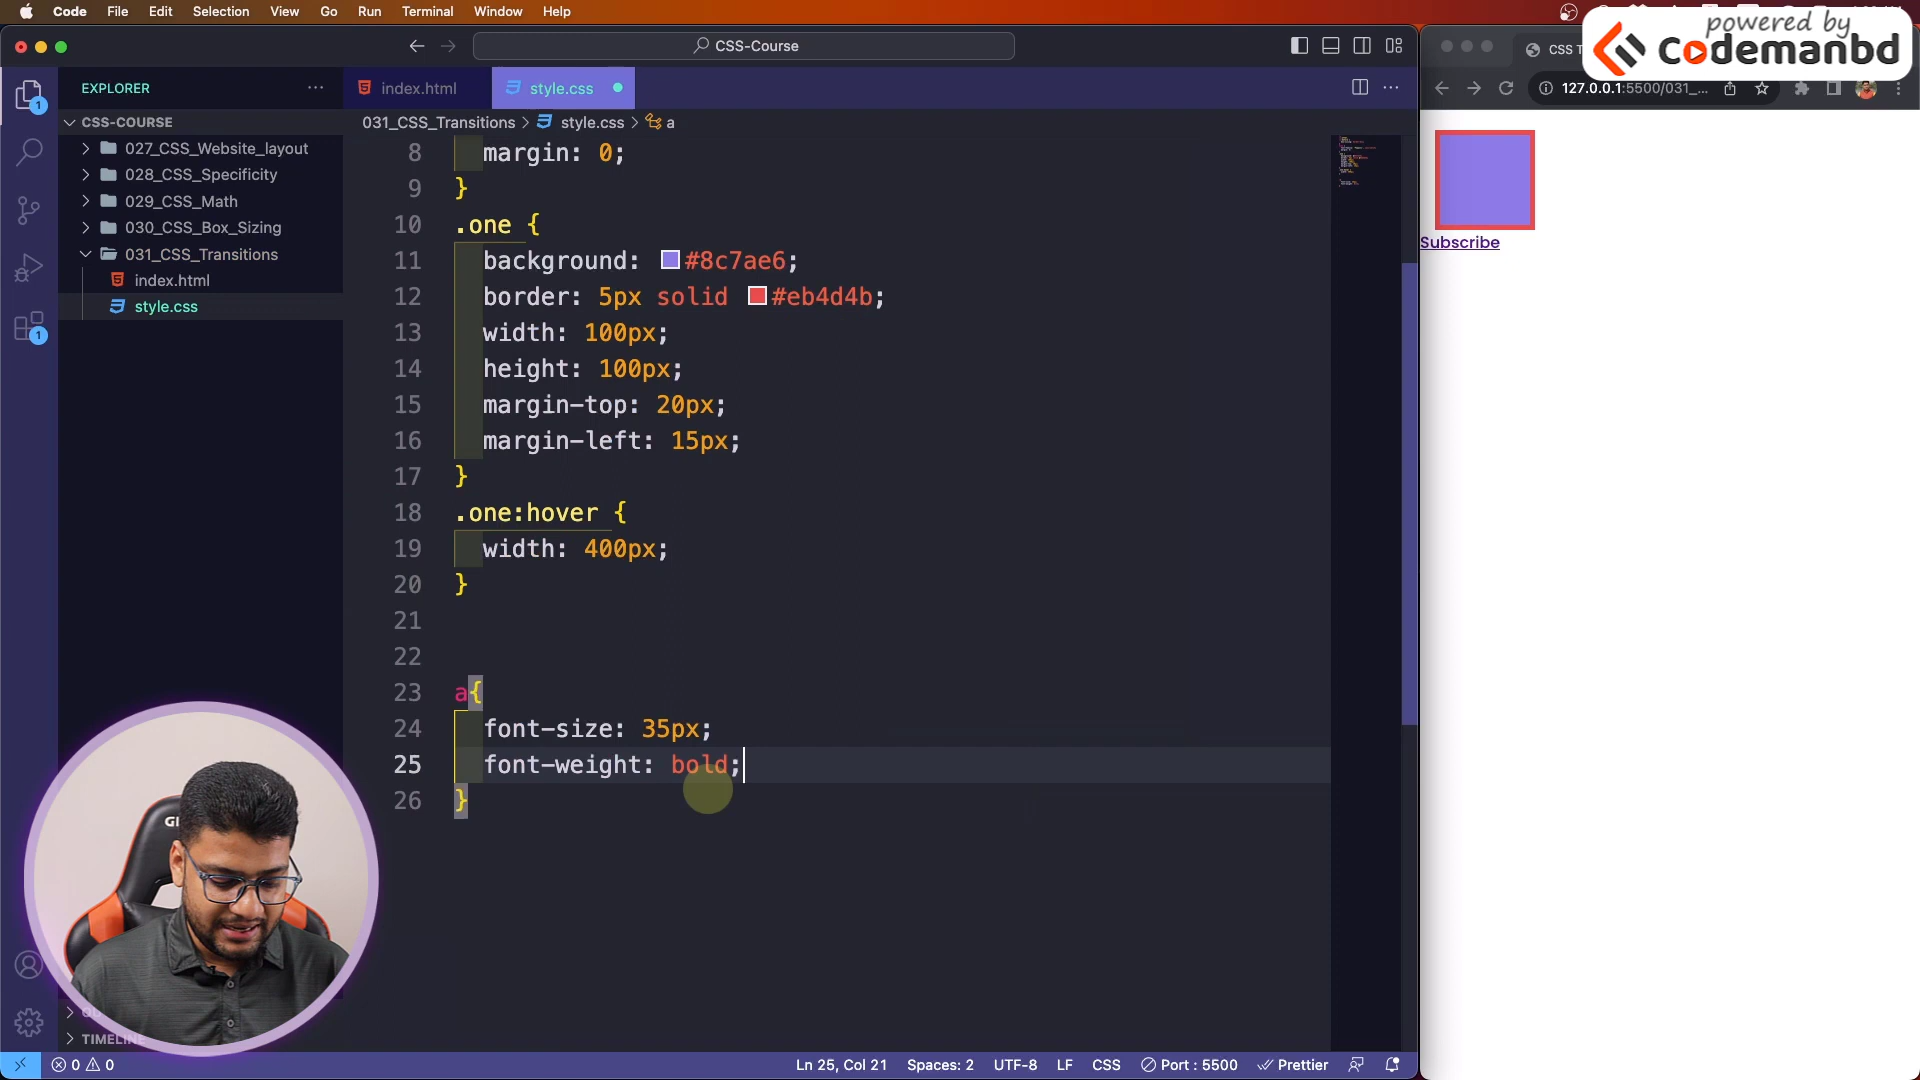 Code File Edit Selection View Go Run Terminal Window Help
powered by
Codemanbd
CSS-Course
CSS T
EXPLORER
index.html
style.css
127.0.0.1:5500/031_...
CSS-COURSE
031_CSS_Transitions > style.css > a
027_CSS_Website_layout
028_CSS_Specificity
029_CSS_Math
030_CSS_Box_Sizing
031_CSS_Transitions
index.html
style.css
1
1
8 margin: 0;
9 }
10 .one {
11 background: #8c7ae6;
12 border: 5px solid #eb4d4b;
13 width: 100px;
14 height: 100px;
15 margin-top: 20px;
16 margin-left: 15px;
17 }
18 .one:hover {
19 width: 400px;
20 }
21
22
23 a{
24 font-size: 35px;
25 font-weight: bold;
26 }
Subscribe
TIMELINE
0 0
Ln 25, Col 21 Spaces: 2 UTF-8 LF CSS Port : 5500 Prettier